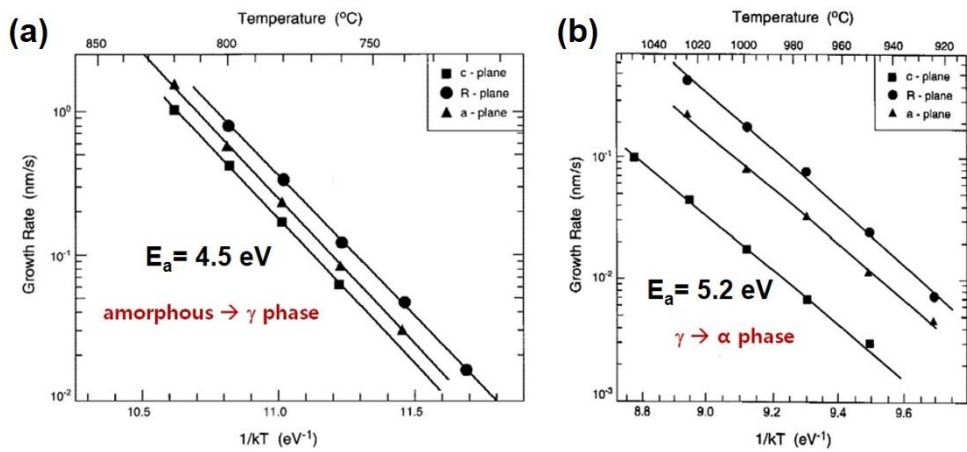 (a)
Temperature (°C)
850 800 750
c - plane
R - plane
a - plane
10⁰
10⁻¹
10⁻²
Growth Rate (nm/s)
Eₐ= 4.5 eV
amorphous → γ phase
10.5 11.0 11.5
1/kT (eV⁻¹)
(b)
Temperature (°C)
1040 1020 1000 980 960 940 920
c - plane
R - plane
a - plane
10⁻¹
10⁻²
10⁻³
Growth Rate (nm/s)
Eₐ= 5.2 eV
γ → α phase
8.8 9.0 9.2 9.4 9.6
1/kT (eV⁻¹)